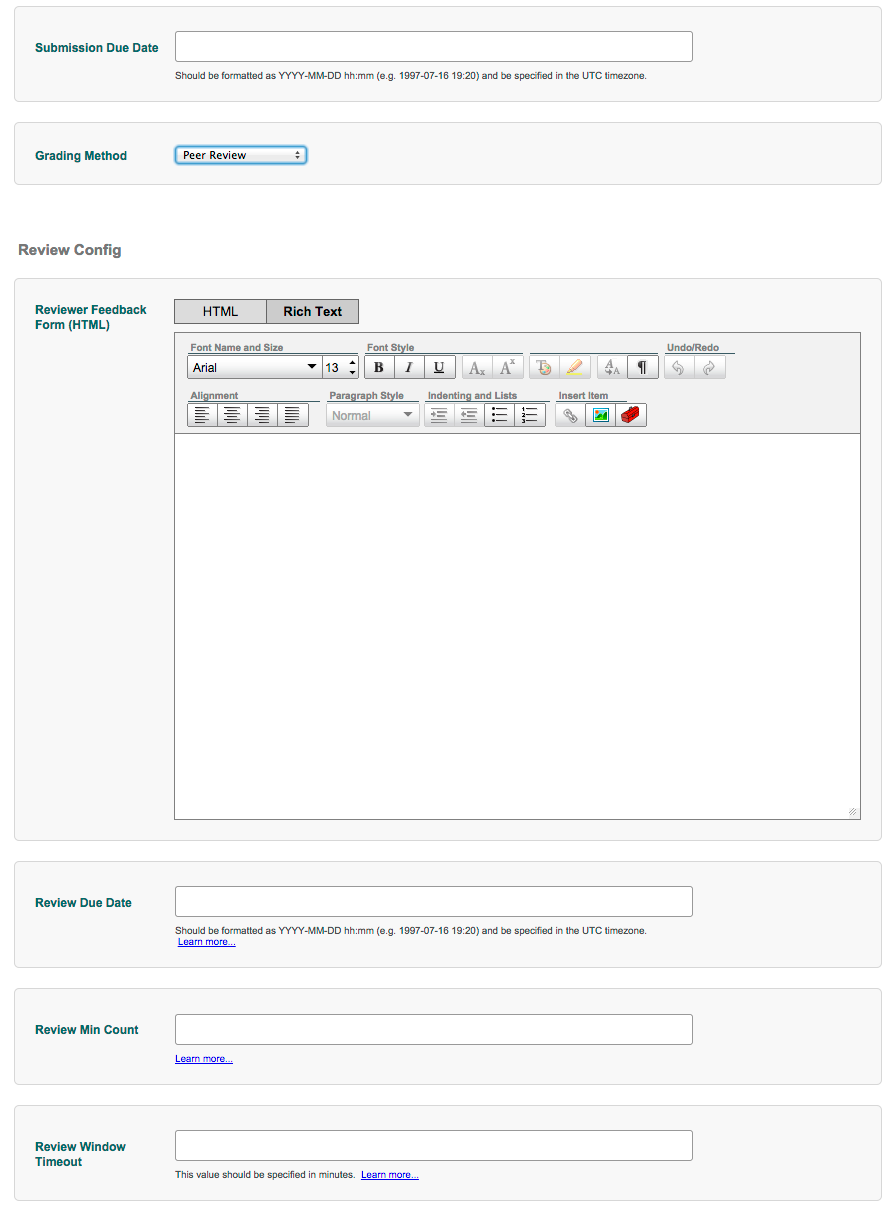 Submission Due Date
Should be formatted as YYYY-MM-DD hh:mm (e.g. 1997-07-16 19:20) and be specified in the UTC timezone.
Grading Method
Peer Review
Review Config
Reviewer Feedback
Form (HTML)
HTML Rich Text
Font Name and Size Font Style Undo/Redo
Arial 13 B I U Ax A^x A A ¶
Alignment Paragraph Style Indenting and Lists Insert Item
Normal
Review Due Date
Should be formatted as YYYY-MM-DD hh:mm (e.g. 1997-07-16 19:20) and be specified in the UTC timezone.
Learn more...
Review Min Count
Learn more...
Review Window
Timeout
This value should be specified in minutes. Learn more...